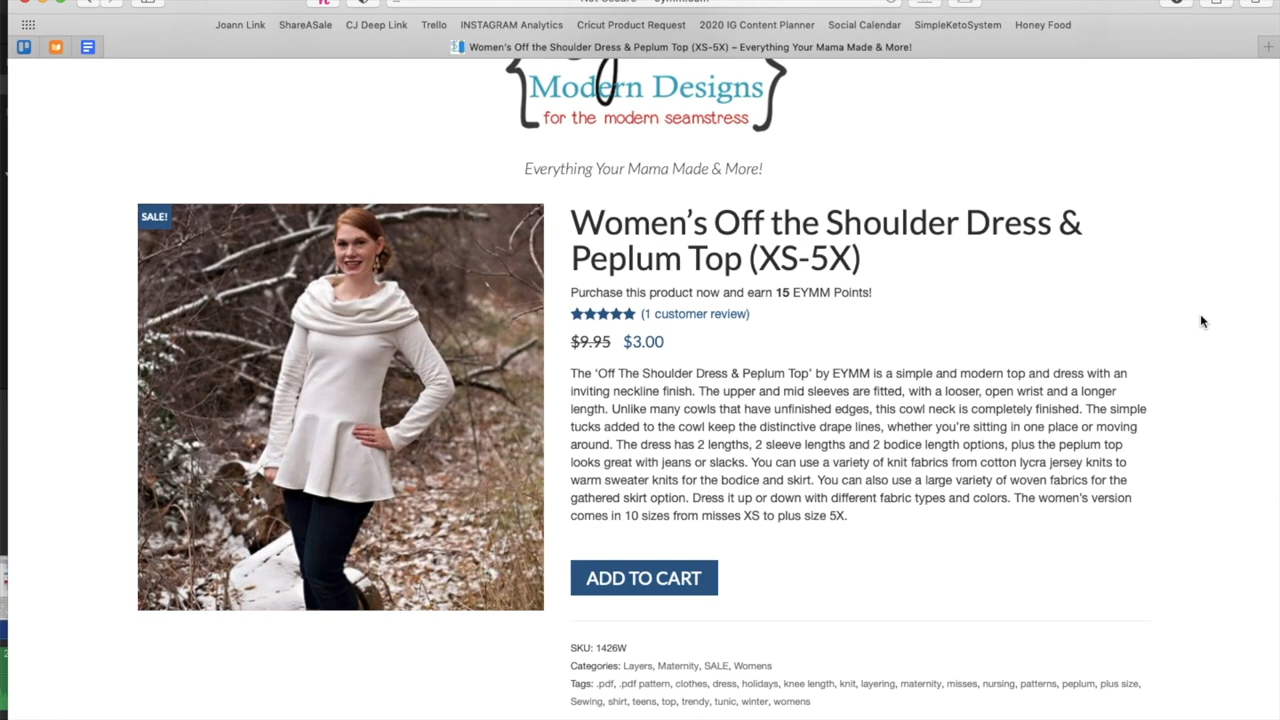 Joann Link ShareASale CJ Deep Link Trello INSTAGRAM Analytics Cricut Product Request 2020 IG Content Planner Social Calendar SimpleKetoSystem Honey Food
Women's Off the Shoulder Dress & Peplum Top (XS-5X) – Everything Your Mama Made & More!
Modern Designs
for the modern seamstress
Everything Your Mama Made & More!
SALE!
Women's Off the Shoulder Dress &
Peplum Top (XS-5X)
Purchase this product now and earn 15 EYMM Points!
(1 customer review)
$9.95 $3.00
The 'Off The Shoulder Dress & Peplum Top' by EYMM is a simple and modern top and dress with an
inviting neckline finish. The upper and mid sleeves are fitted, with a looser, open wrist and a longer
length. Unlike many cowls that have unfinished edges, this cowl neck is completely finished. The simple
tucks added to the cowl keep the distinctive drape lines, whether you're sitting in one place or moving
around. The dress has 2 lengths, 2 sleeve lengths and 2 bodice length options, plus the peplum top
looks great with jeans or slacks. You can use a variety of knit fabrics from cotton lycra jersey knits to
warm sweater knits for the bodice and skirt. You can also use a large variety of woven fabrics for the
gathered skirt option. Dress it up or down with different fabric types and colors. The women's version
comes in 10 sizes from misses XS to plus size 5X.
ADD TO CART
SKU: 1426W
Categories: Layers, Maternity, SALE, Womens
Tags: .pdf, .pdf pattern, clothes, dress, holidays, knee length, knit, layering, maternity, misses, nursing, patterns, peplum, plus size,
Sewing, shirt, teens, top, trendy, tunic, winter, womens